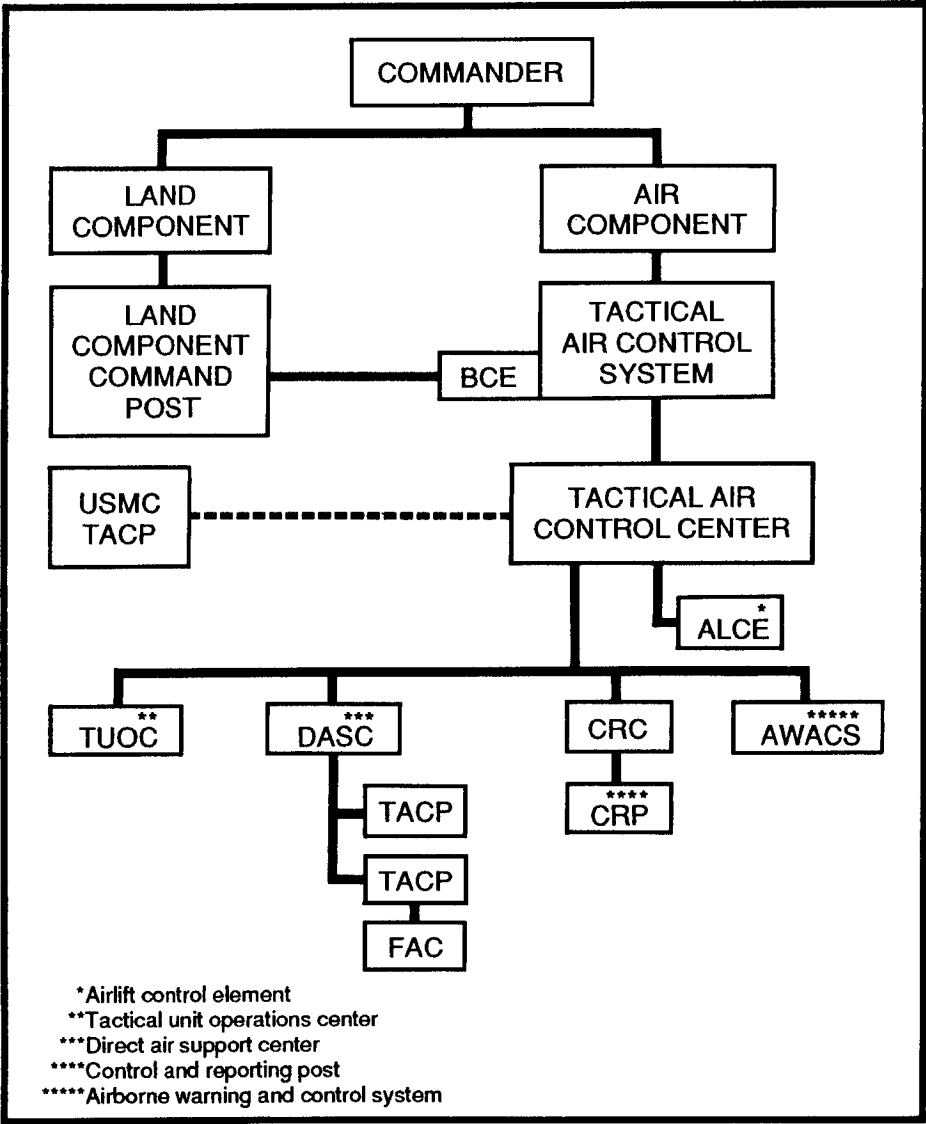 COMMANDER
LAND
COMPONENT
AIR
COMPONENT
LAND
COMPONENT
COMMAND
POST
BCE
TACTICAL
AIR CONTROL
SYSTEM
USMC
TACP
TACTICAL AIR
CONTROL CENTER
ALCE*
TUOC**
DASC***
CRC
AWACS*****
TACP
CRP****
TACP
FAC
*Airlift control element
**Tactical unit operations center
***Direct air support center
****Control and reporting post
*****Airborne warning and control system